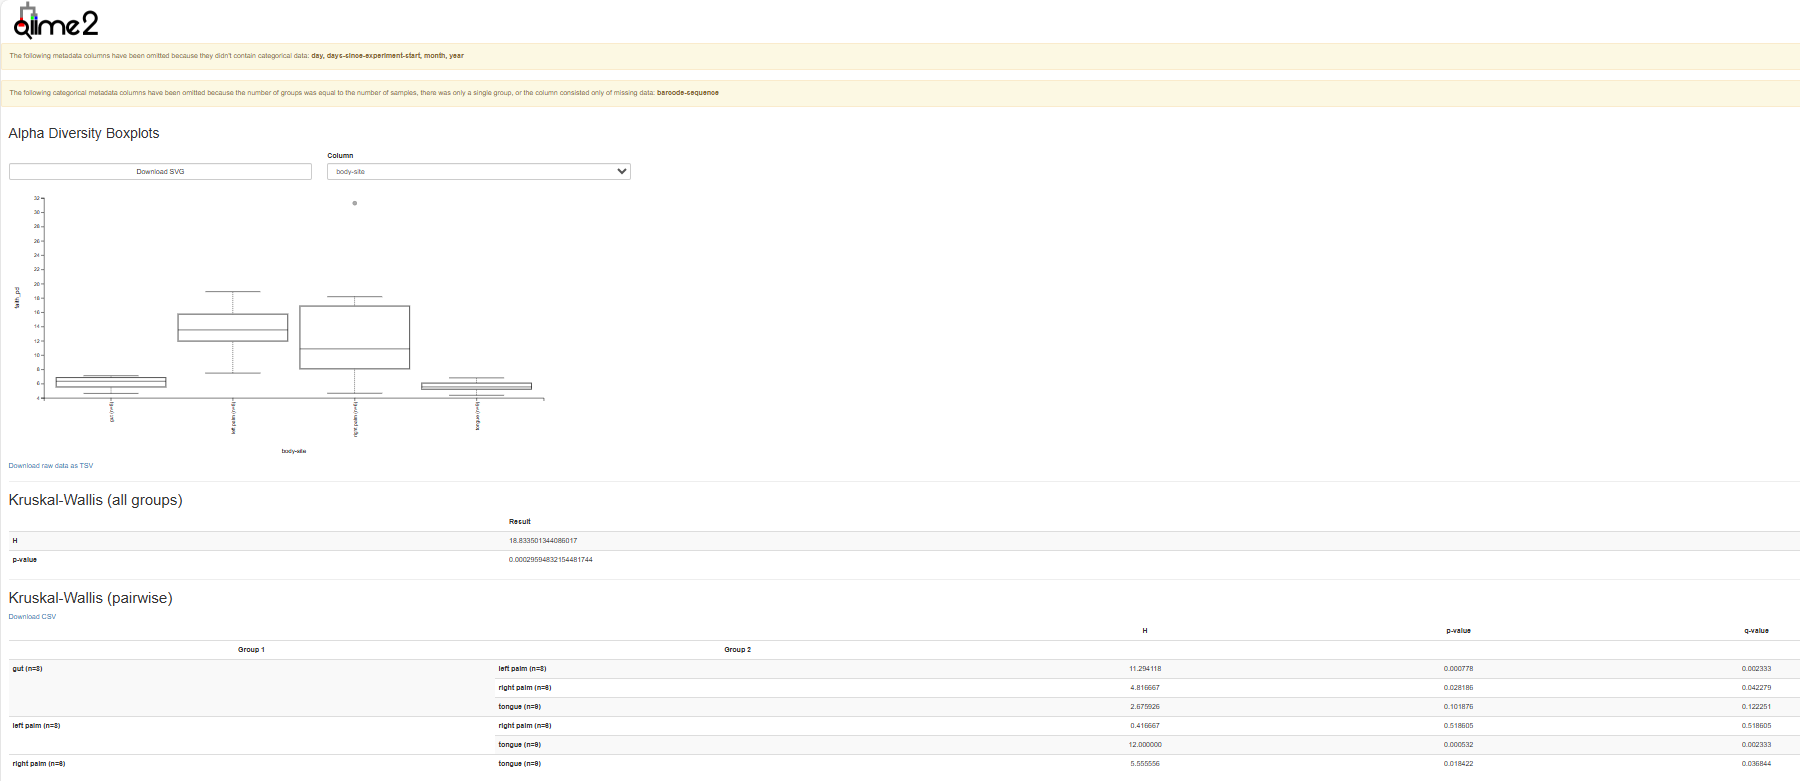 qiime2
The following metadata columns have been omitted because they didn't contain categorical data: day, days-since-experiment-start, month, year
The following categorical metadata columns have been omitted because the number of groups was equal to the number of samples, there was only a single group, or the column consisted only of missing data: barcode-sequence
Alpha Diversity Boxplots
Column
Download SVG
body-site
32
30
28
26
24
22
20
18
16
14
12
10
8
6
4
faith_pd
gut (n=8)
left palm (n=8)
right palm (n=6)
tongue (n=9)
body-site
Download raw data as TSV
Kruskal-Wallis (all groups)
Result
H 18.833501344086017
p-value 0.00029594832154481744
Kruskal-Wallis (pairwise)
Download CSV
H p-value q-value
Group 1 Group 2
gut (n=8) left palm (n=8) 11.294118 0.000778 0.002333
right palm (n=6) 4.816667 0.028186 0.042279
tongue (n=9) 2.675926 0.101876 0.122251
left palm (n=8) right palm (n=6) 0.416667 0.518605 0.518605
tongue (n=9) 12.000000 0.000532 0.002333
right palm (n=6) tongue (n=9) 5.555556 0.018422 0.036844